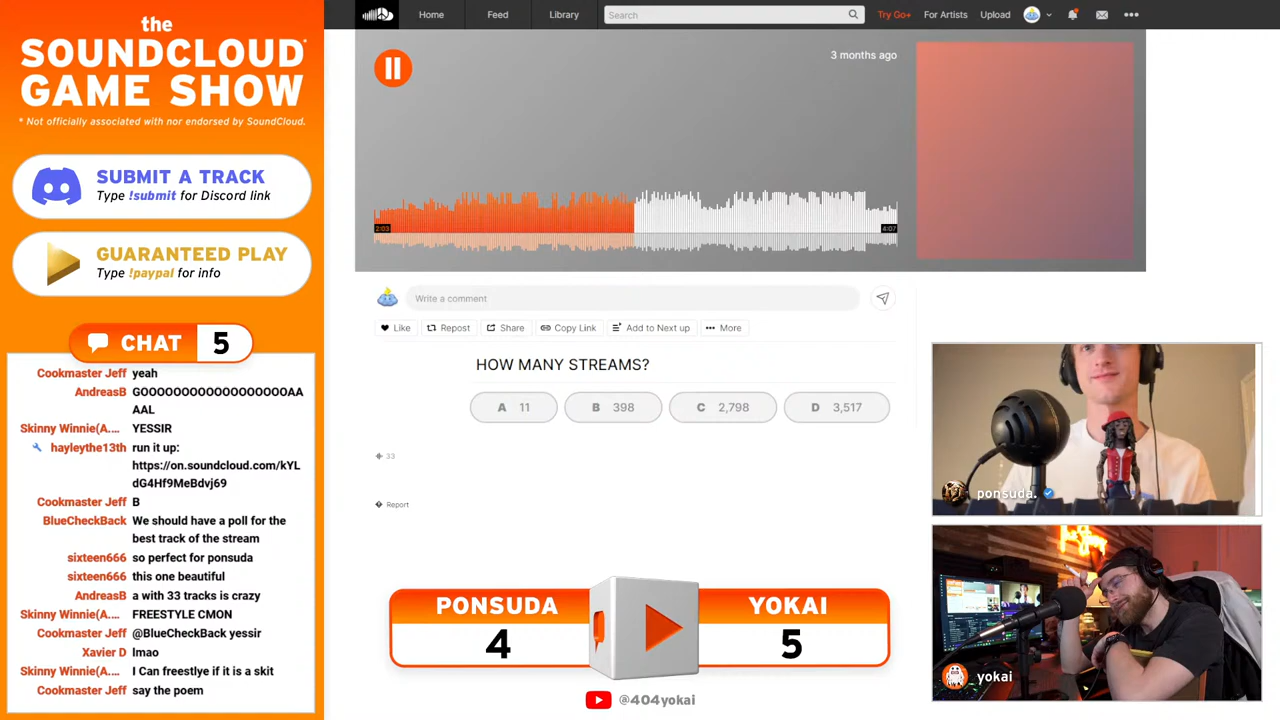 the
SOUNDCLOUD
GAME SHOW*
* Not officially associated with nor endorsed by SoundCloud.
SUBMIT A TRACK
Type !submit for Discord link
GUARANTEED PLAY
Type !paypal for info
CHAT 5
Cookmaster Jeff yeah
AndreasB GOOOOOOOOOOOOOOOOOOAA
AAL
Skinny Winnie(A.... YESSIR
hayleythe13th run it up:
https://on.soundcloud.com/kYL
dG4Hf9MeBdvj69
Cookmaster Jeff B
BlueCheckBack We should have a poll for the
best track of the stream
sixteen666 so perfect for ponsuda
sixteen666 this one beautiful
AndreasB a with 33 tracks is crazy
Skinny Winnie(A.... FREESTYLE CMON
Cookmaster Jeff @BlueCheckBack yessir
Xavier D lmao
Skinny Winnie(A.... I Can freestlye if it is a skit
Cookmaster Jeff say the poem
Home Feed Library Search Try Go+ For Artists Upload
3 months ago
2:03 4:07
Write a comment
Like Repost Share Copy Link Add to Next up More
HOW MANY STREAMS?
A 11 B 398 C 2,798 D 3,517
33
Report
ponsuda.
yokai
PONSUDA YOKAI
4 5
@404yokai